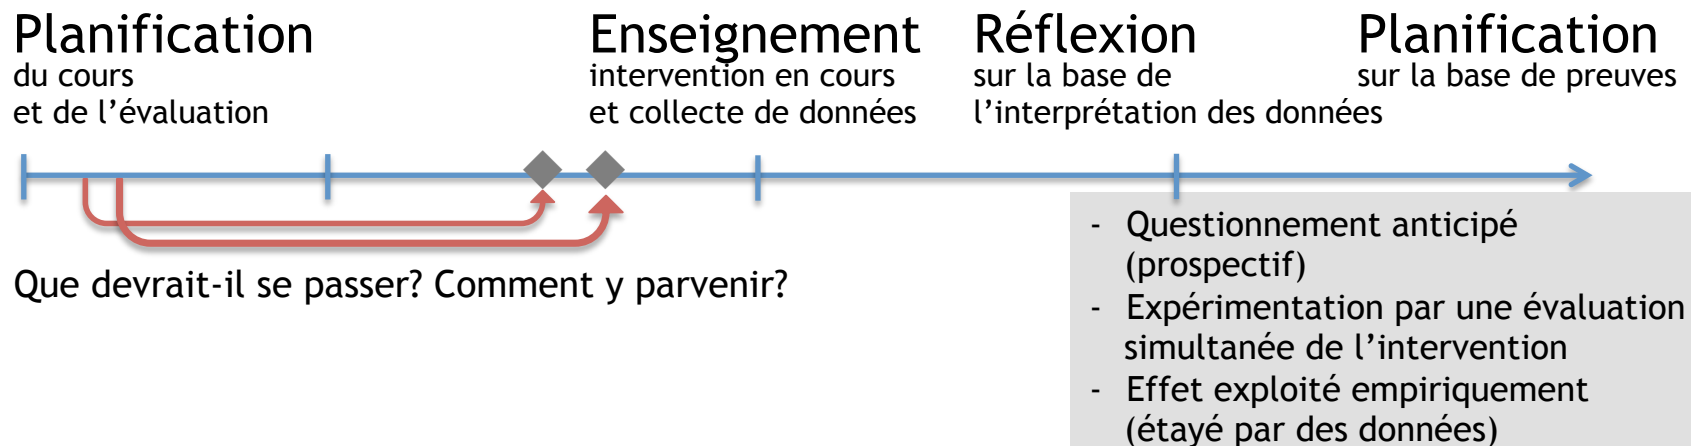 Planification
du cours
et de l’évaluation
Enseignement
intervention en cours
et collecte de données
Réflexion
sur la base de
l’interprétation des données
Planification
sur la base de preuves
Que devrait-il se passer? Comment y parvenir?
- Questionnement anticipé
(prospectif)
- Expérimentation par une évaluation
simultanée de l’intervention
- Effet exploité empiriquement
(étayé par des données)